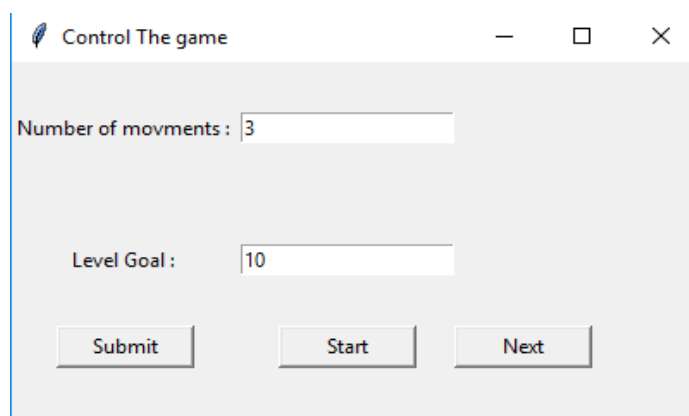 Control The game
Number of movments : 3
Level Goal : 10
Submit Start Next